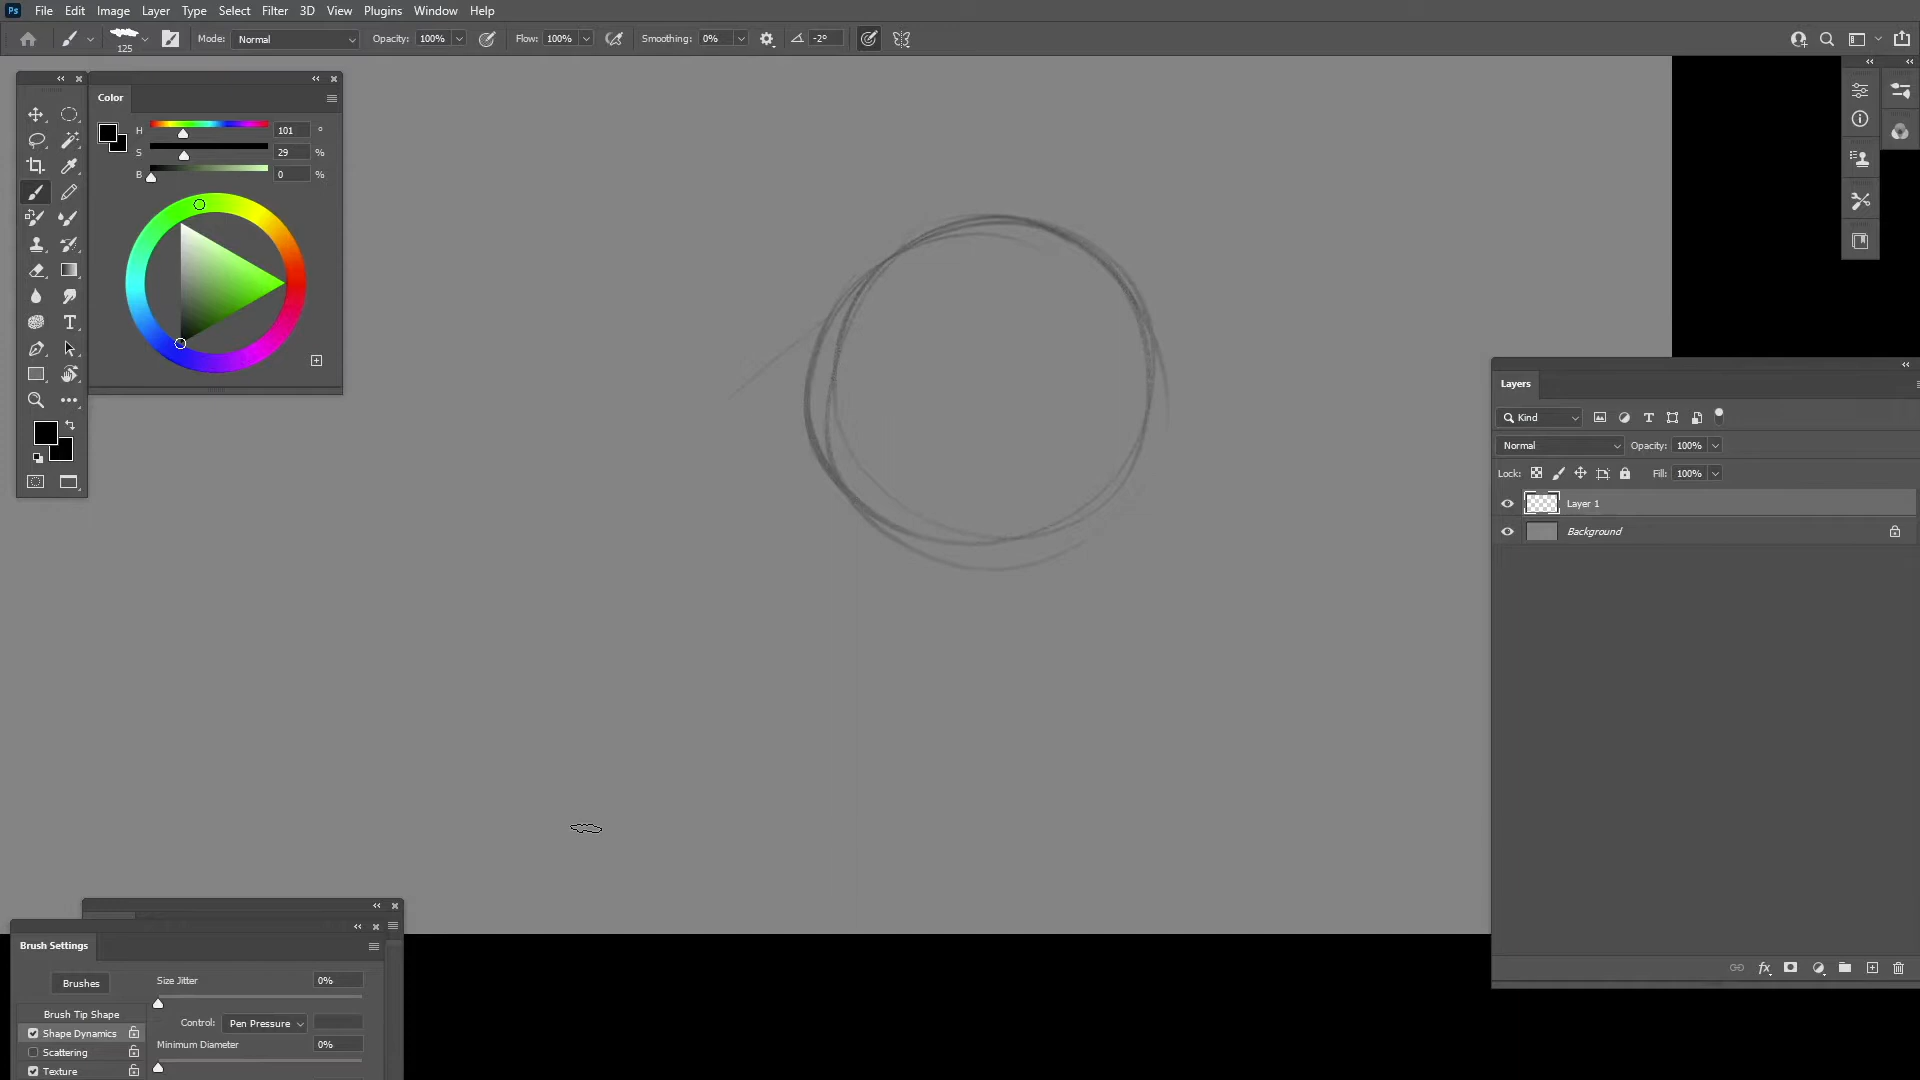 Ps File Edit Image Layer Type Select Filter 3D View Plugins Window Help
125 Mode: Normal Opacity: 100% Flow: 100% Smoothing: 0% -2°
Color
H 101 °
S 29 %
B 0 %
T
Layers
Kind T
Normal Opacity: 100%
Lock: Fill: 100%
Layer 1
Background
fx
Brush Settings
Brushes
Size Jitter 0%
Brush Tip Shape
Control: Pen Pressure
Shape Dynamics
Minimum Diameter 0%
Scattering
Texture